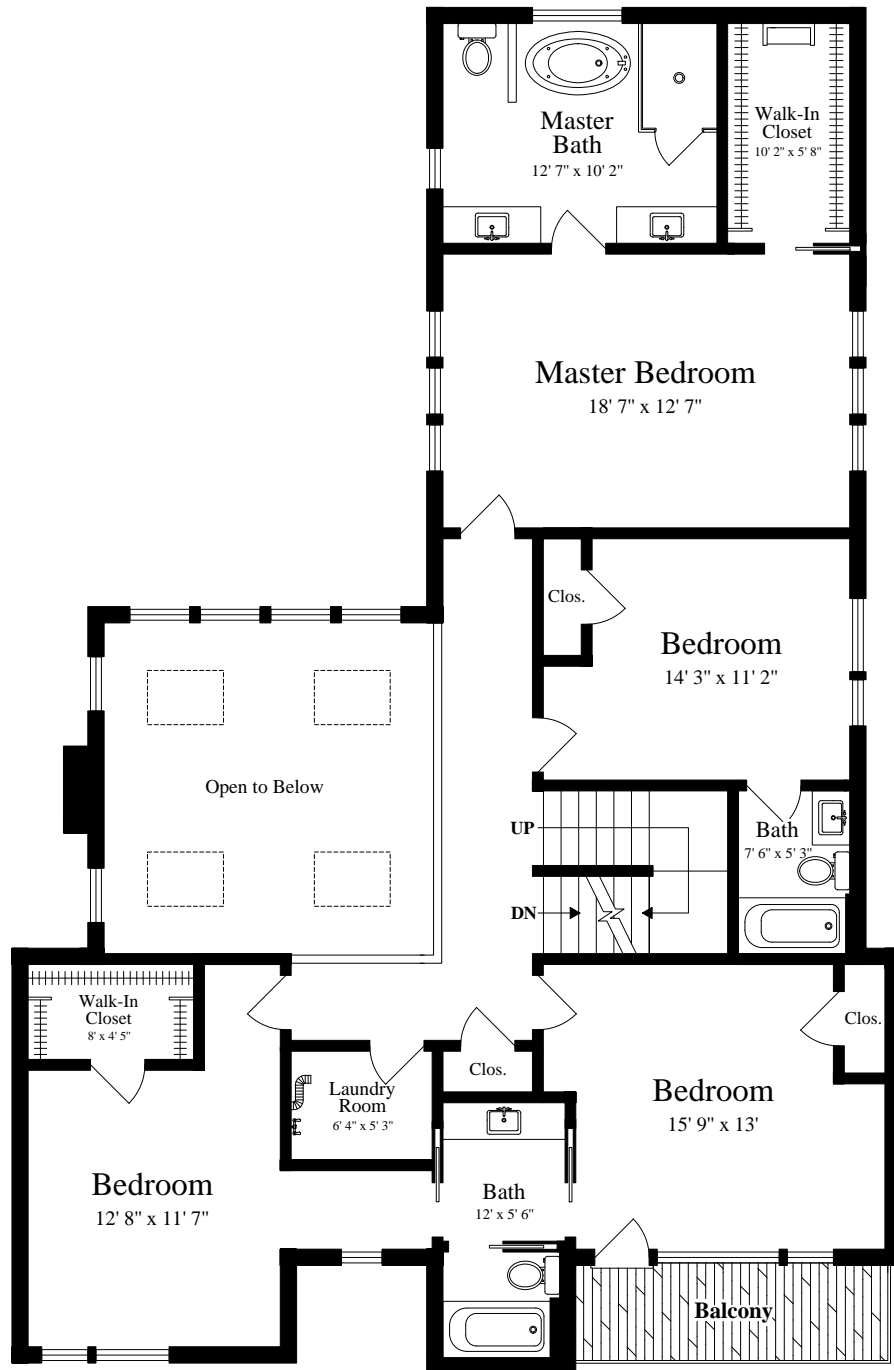 Master
Bath
12' 7" x 10' 2"
Walk-In
Closet
10' 2" x 5' 8"
Master Bedroom
18' 7" x 12' 7"
Clos.
Bedroom
14' 3" x 11' 2"
Open to Below
UP
DN
Bath
7' 6" x 5' 3"
Walk-In
Closet
8' x 4' 5"
Clos.
Clos.
Laundry
Room
6' 4" x 5' 3"
Bedroom
15' 9" x 13'
Bedroom
12' 8" x 11' 7"
Bath
12' x 5' 6"
Balcony